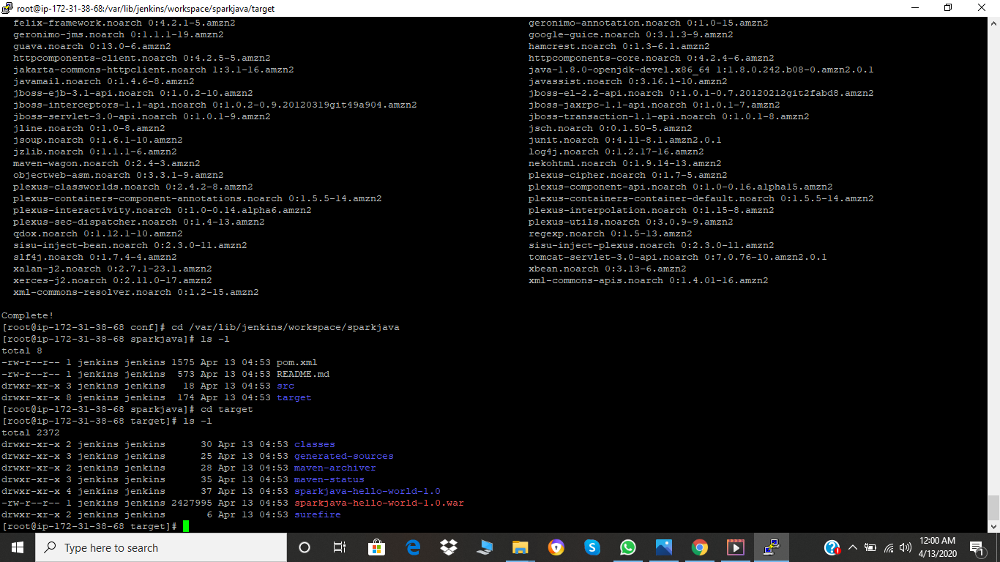 root@ip-172-31-38-68:/var/lib/jenkins/workspace/sparkjava/target
felix-framework.noarch 0:4.2.1-5.amzn2 geronimo-annotation.noarch 0:1.0-15.amzn2
geronimo-jms.noarch 0:1.1.1-19.amzn2 google-guice.noarch 0:3.1.3-9.amzn2
guava.noarch 0:13.0-6.amzn2 hamcrest.noarch 0:1.3-6.1.amzn2
httpcomponents-client.noarch 0:4.2.5-5.amzn2 httpcomponents-core.noarch 0:4.2.4-6.amzn2
jakarta-commons-httpclient.noarch 1:3.1-16.amzn2 java-1.8.0-openjdk-devel.x86_64 1:1.8.0.242.b08-0.amzn2.0.1
javamail.noarch 0:1.4.6-8.amzn2 javassist.noarch 0:3.16.1-10.amzn2
jboss-ejb-3.1-api.noarch 0:1.0.2-10.amzn2 jboss-el-2.2-api.noarch 0:1.0.1-0.7.20120212git2fabd8.amzn2
jboss-interceptors-1.1-api.noarch 0:1.0.2-0.9.20120319git49a904.amzn2 jboss-jaxrpc-1.1-api.noarch 0:1.0.1-7.amzn2
jboss-servlet-3.0-api.noarch 0:1.0.1-9.amzn2 jboss-transaction-1.1-api.noarch 0:1.0.1-8.amzn2
jline.noarch 0:1.0-8.amzn2 jsch.noarch 0:0.1.50-5.amzn2
jsoup.noarch 0:1.6.1-10.amzn2 junit.noarch 0:4.11-8.1.amzn2.0.1
jzlib.noarch 0:1.1.1-6.amzn2 log4j.noarch 0:1.2.17-16.amzn2
maven-wagon.noarch 0:2.4-3.amzn2 nekohtml.noarch 0:1.9.14-13.amzn2
objectweb-asm.noarch 0:3.3.1-9.amzn2 plexus-cipher.noarch 0:1.7-5.amzn2
plexus-classworlds.noarch 0:2.4.2-8.amzn2 plexus-component-api.noarch 0:1.0-0.16.alpha15.amzn2
plexus-containers-component-annotations.noarch 0:1.5.5-14.amzn2 plexus-containers-container-default.noarch 0:1.5.5-14.amzn2
plexus-interactivity.noarch 0:1.0-0.14.alpha6.amzn2 plexus-interpolation.noarch 0:1.15-8.amzn2
plexus-sec-dispatcher.noarch 0:1.4-13.amzn2 plexus-utils.noarch 0:3.0.9-9.amzn2
qdox.noarch 0:1.12.1-10.amzn2 regexp.noarch 0:1.5-13.amzn2
sisu-inject-bean.noarch 0:2.3.0-11.amzn2 sisu-inject-plexus.noarch 0:2.3.0-11.amzn2
slf4j.noarch 0:1.7.4-4.amzn2 tomcat-servlet-3.0-api.noarch 0:7.0.76-10.amzn2.0.1
xalan-j2.noarch 0:2.7.1-23.1.amzn2 xbean.noarch 0:3.13-6.amzn2
xerces-j2.noarch 0:2.11.0-17.amzn2 xml-commons-apis.noarch 0:1.4.01-16.amzn2
xml-commons-resolver.noarch 0:1.2-15.amzn2
Complete!
[root@ip-172-31-38-68 conf]# cd /var/lib/jenkins/workspace/sparkjava
[root@ip-172-31-38-68 sparkjava]# ls -l
total 8
-rw-r--r-- 1 jenkins jenkins 1575 Apr 13 04:53 pom.xml
-rw-r--r-- 1 jenkins jenkins 573 Apr 13 04:53 README.md
drwxr-xr-x 3 jenkins jenkins 18 Apr 13 04:53 src
drwxr-xr-x 8 jenkins jenkins 174 Apr 13 04:53 target
[root@ip-172-31-38-68 sparkjava]# cd target
[root@ip-172-31-38-68 target]# ls -l
total 2372
drwxr-xr-x 2 jenkins jenkins 30 Apr 13 04:53 classes
drwxr-xr-x 3 jenkins jenkins 25 Apr 13 04:53 generated-sources
drwxr-xr-x 2 jenkins jenkins 28 Apr 13 04:53 maven-archiver
drwxr-xr-x 3 jenkins jenkins 35 Apr 13 04:53 maven-status
drwxr-xr-x 4 jenkins jenkins 37 Apr 13 04:53 sparkjava-hello-world-1.0
-rw-r--r-- 1 jenkins jenkins 2427995 Apr 13 04:53 sparkjava-hello-world-1.0.war
drwxr-xr-x 2 jenkins jenkins 6 Apr 13 04:53 surefire
[root@ip-172-31-38-68 target]#
Type here to search
12:00 AM
4/13/2020
1